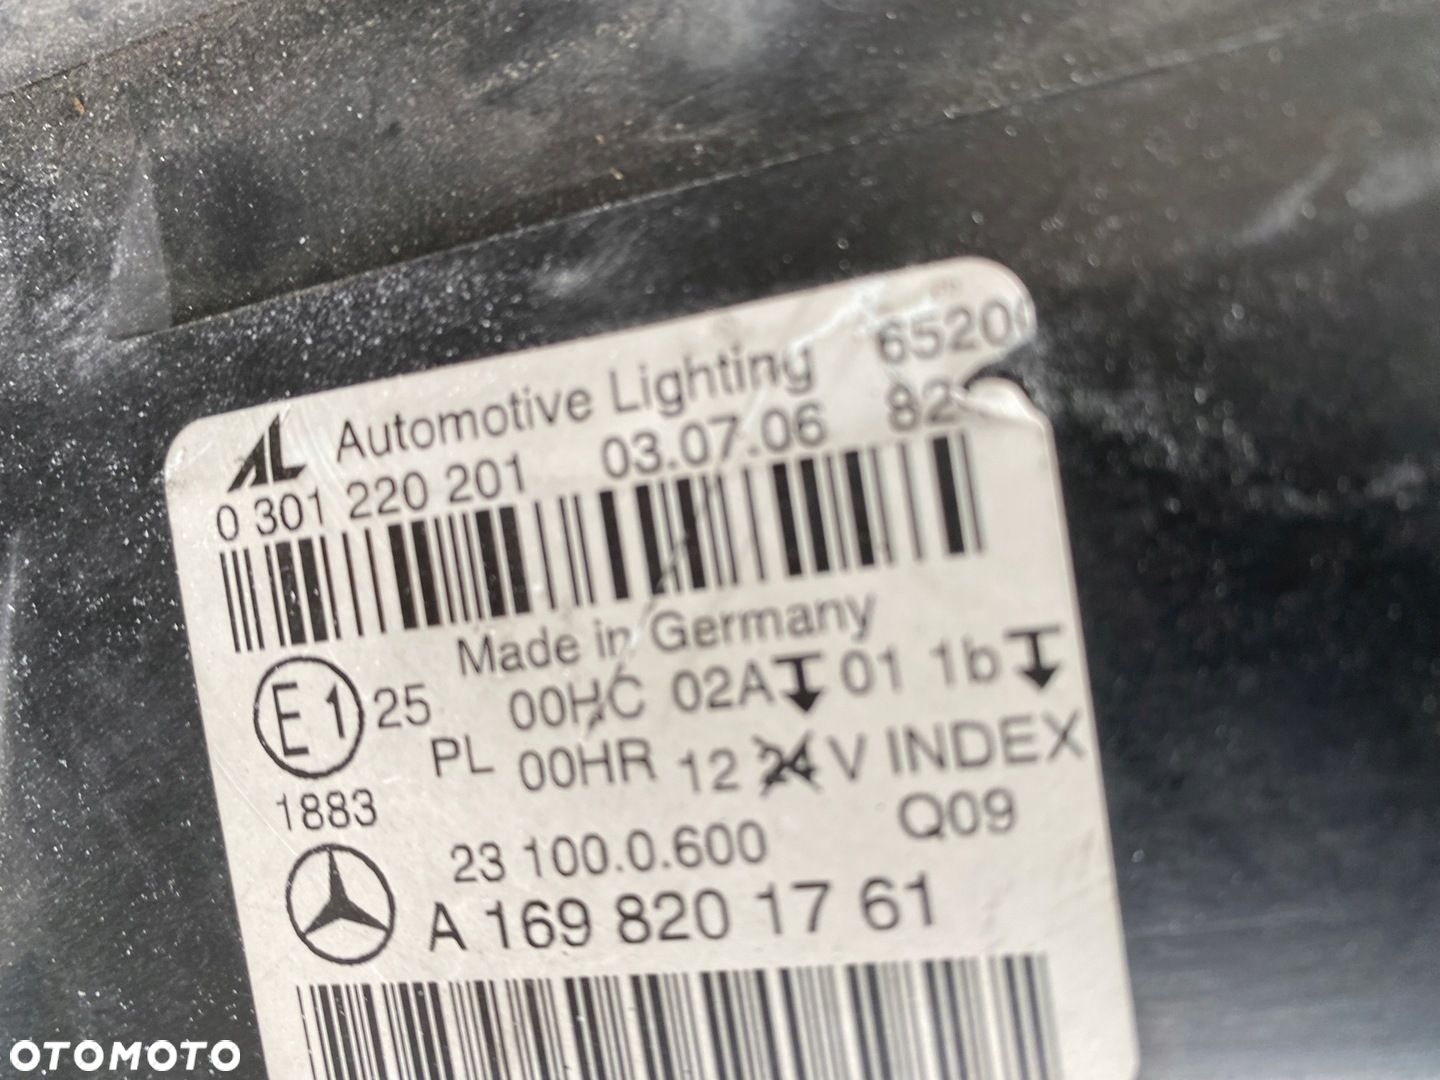 AL Automotive Lighting 6520
0 301 220 201 03.07.06 82
Made in Germany
E1 25 00HC 02A 01 1b
PL 00HR 12 24 V INDEX
1883 Q09
23 100.0.600
A 169 820 17 61
OTOMOTO